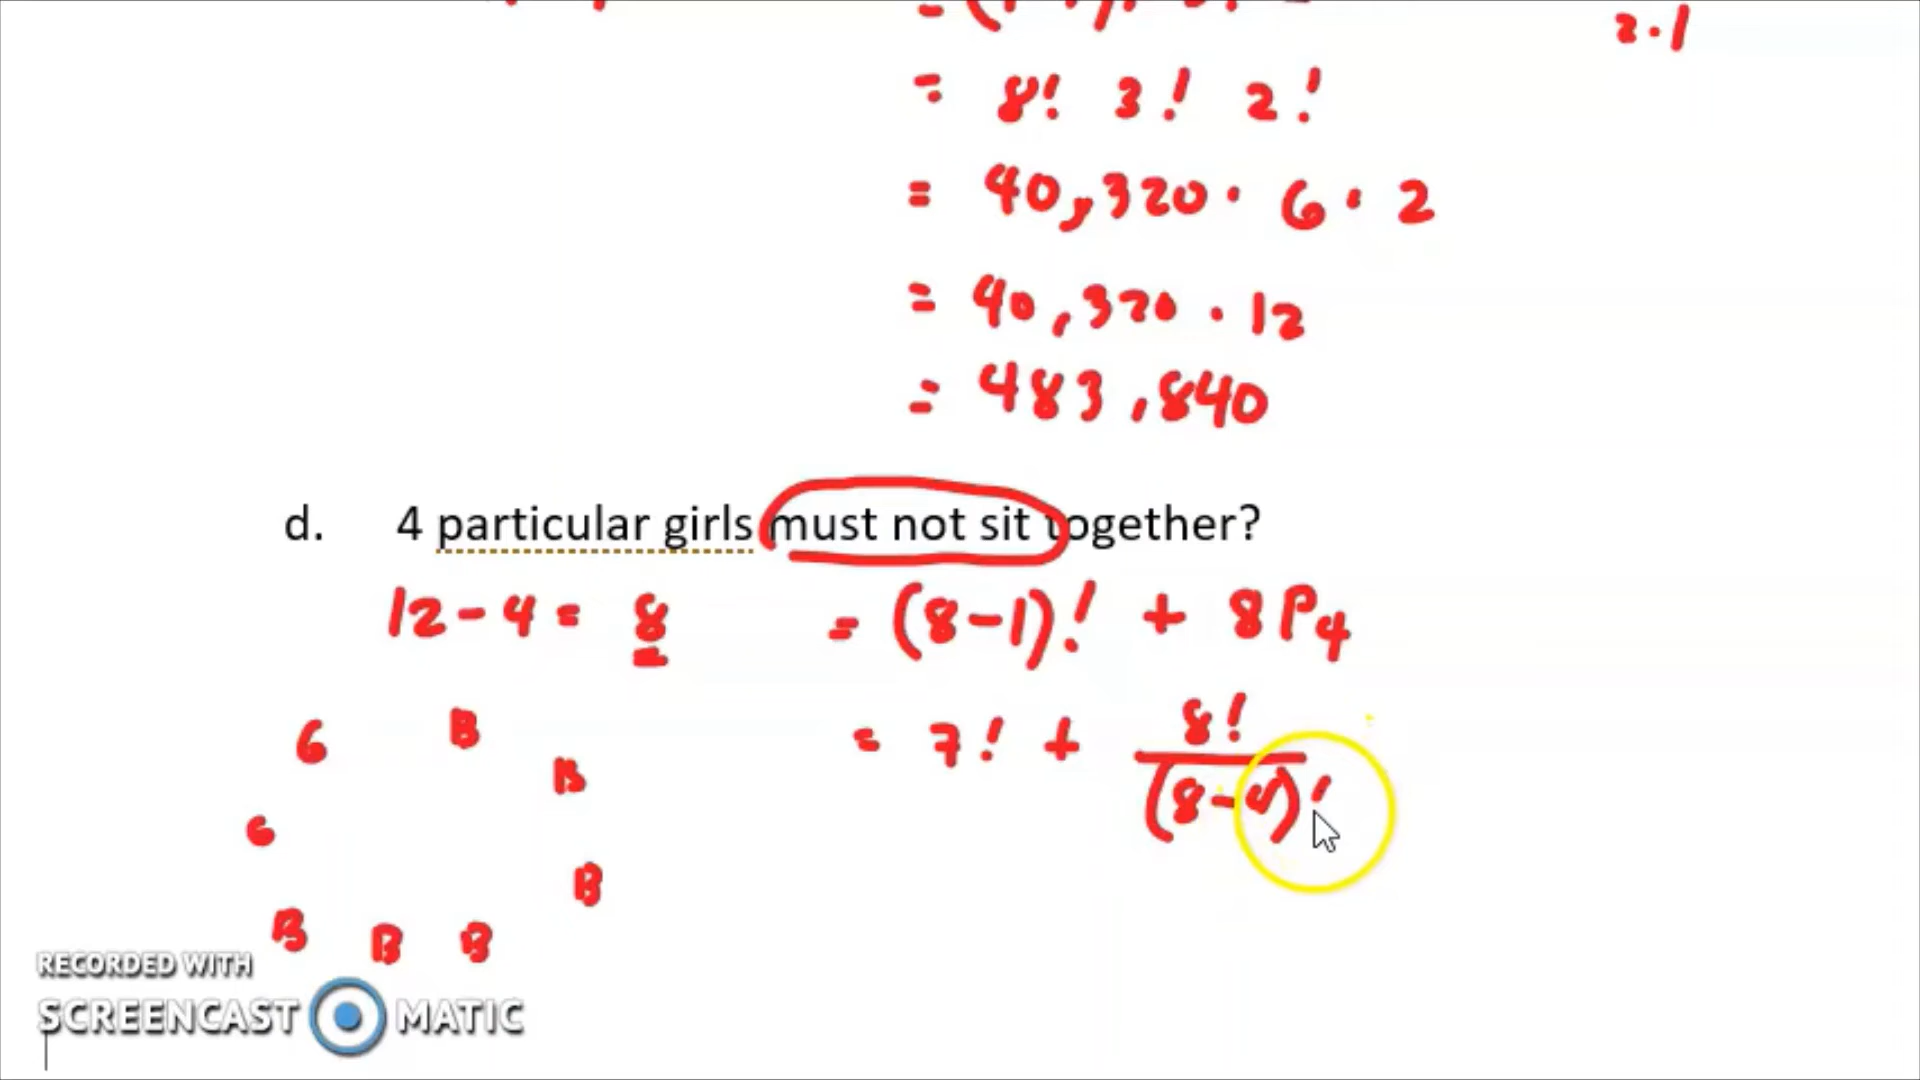 2·1
= 8! 3! 2!
= 40,320 · 6 · 2
= 40,320 · 12
= 483,840
d. 4 particular girls must not sit together?
12-4 = 8 = (8-1)! + 8P4
= 7! + 8!
(8-4)!
G B
B
G
B
B B B
RECORDED WITH
SCREENCAST MATIC